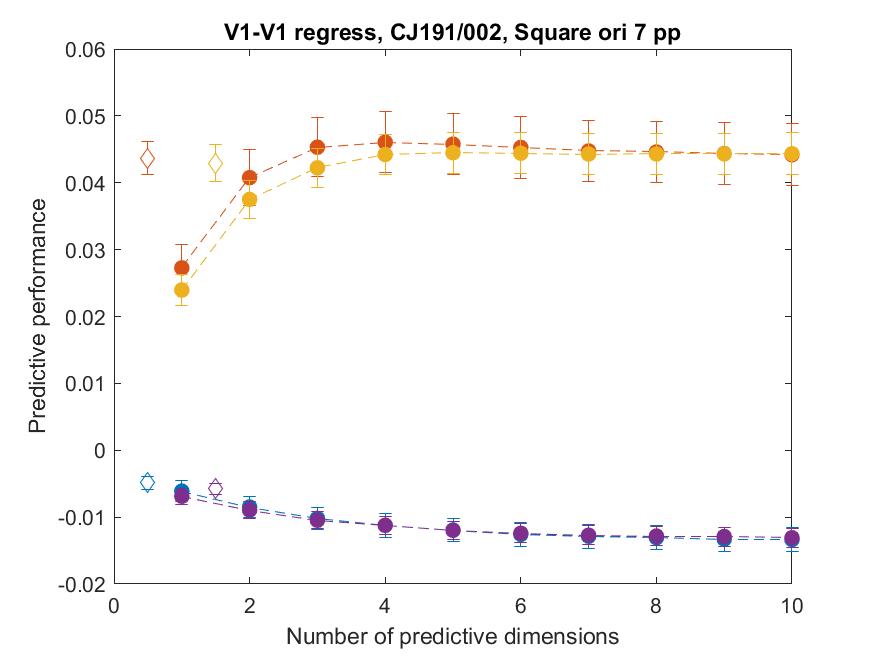 V1-V1 regress, CJ191/002, Square ori 7 pp
0.06
0.05
0.04
0.03
0.02
0.01
0
-0.01
-0.02
Predictive performance
0 2 4 6 8 10
Number of predictive dimensions